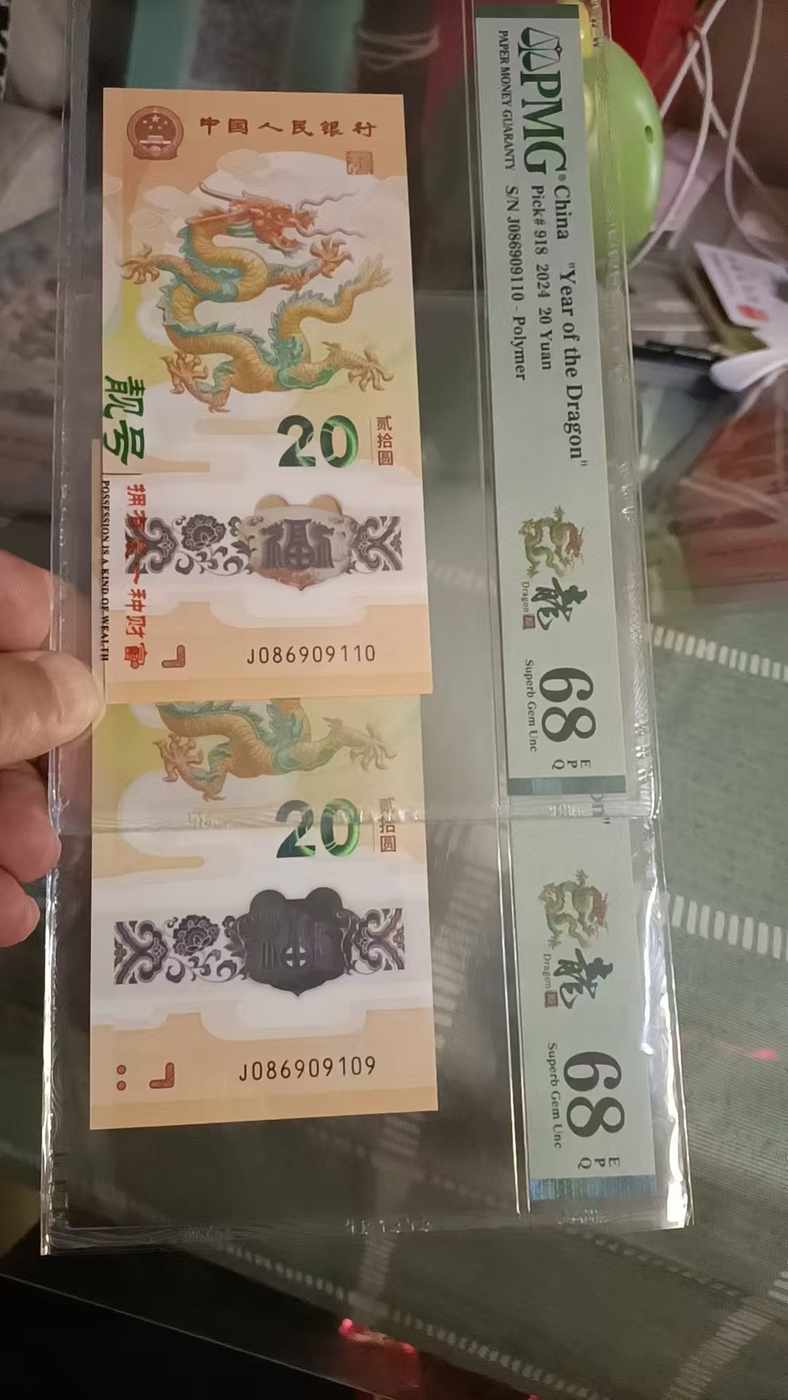 中国人民银行
20
贰拾圆
靓号
拥有是一种财富
POSSESSION IS A KIND OF WEALTH
J086909110
20
贰拾圆
J086909109
PMG®
PAPER MONEY GUARANTY
China "Year of the Dragon"
Pick# 918 2024 20 Yuan
S/N J086909110 - Polymer
龍
Dragon
68
EPQ
Superb Gem Unc
on"
龍
Dragon
68
EPQ
Superb Gem Unc